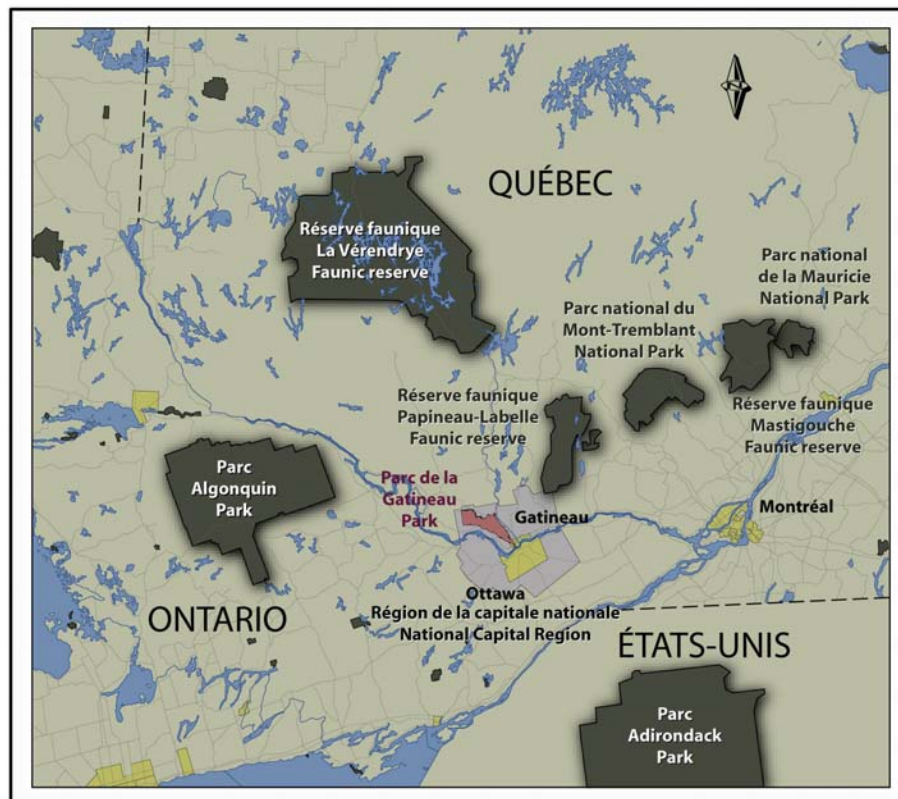 QUÉBEC
Réserve faunique
La Vérendrye
Faunic reserve
Parc national
de la Mauricie
National Park
Parc national du
Mont-Tremblant
National Park
Réserve faunique
Papineau-Labelle
Faunic reserve
Réserve faunique
Mastigouche
Faunic reserve
Parc
Algonquin
Park
Parc de la
Gatineau
Park
Gatineau
Montréal
Ottawa
Région de la capitale nationale
National Capital Region
ONTARIO
ÉTATS-UNIS
Parc
Adirondack
Park